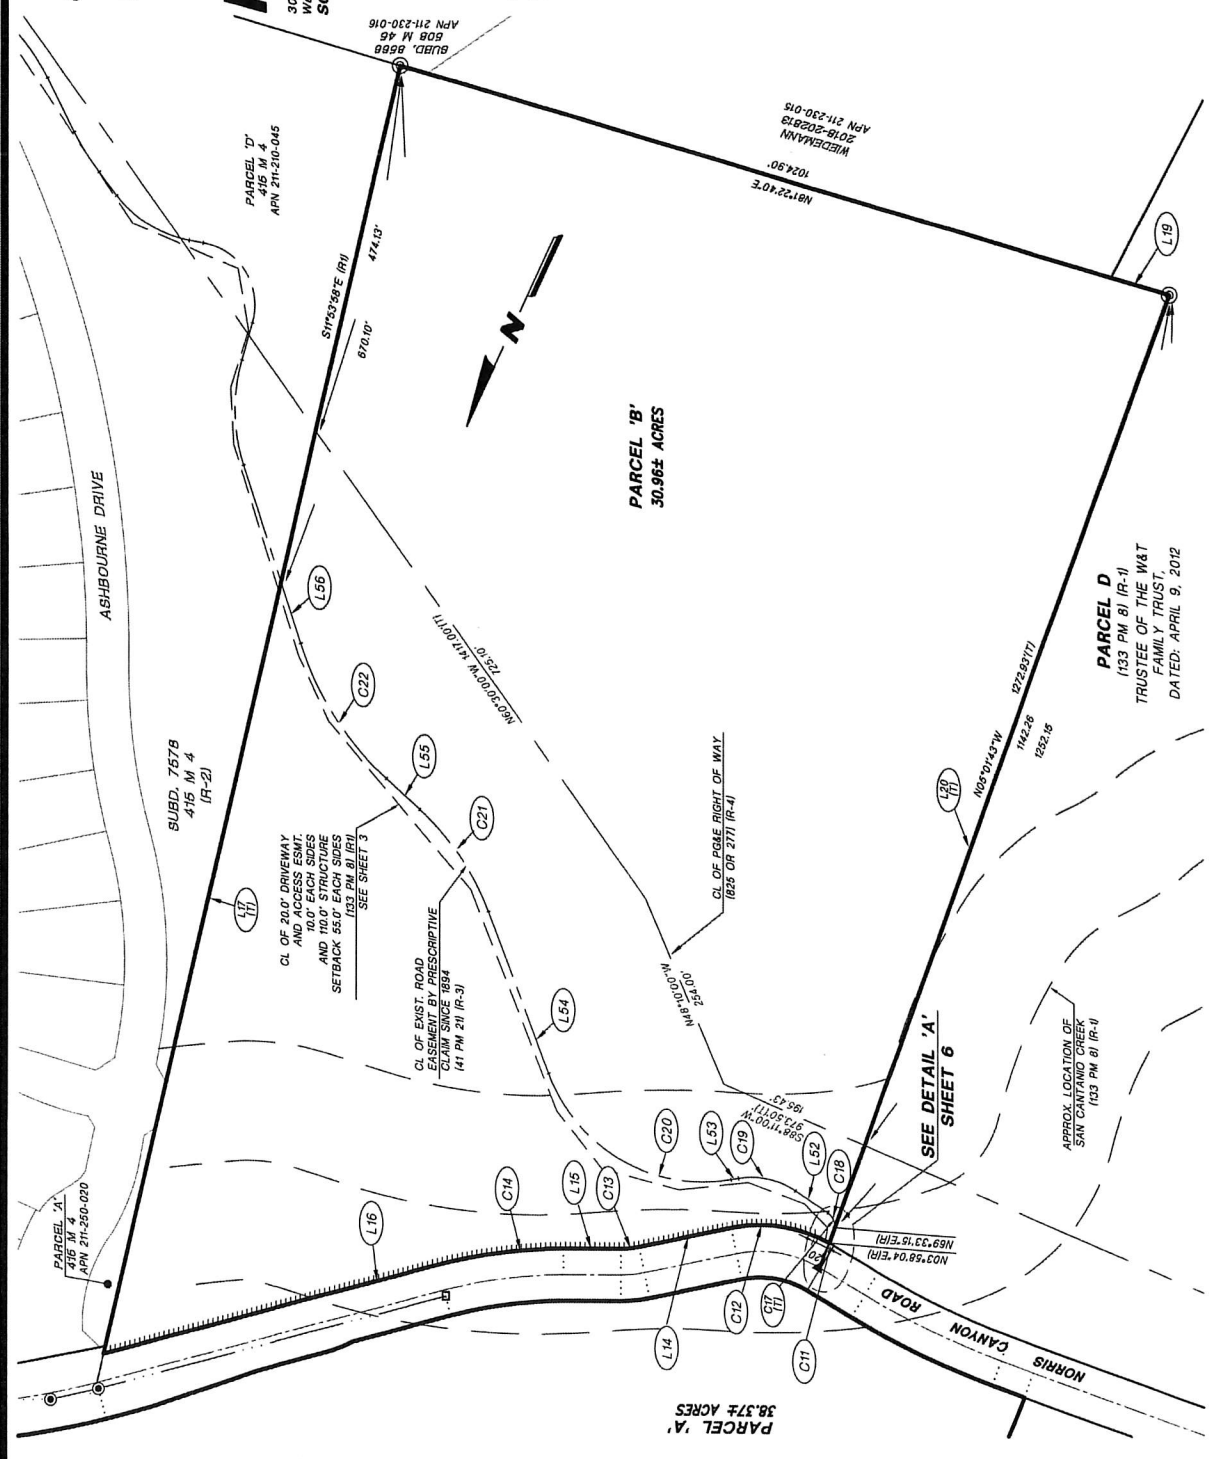 SUBD. 8566
508 M 45
APN 211-230-016
PARCEL 'D'
415 M 4
APN 211-210-045
WIEDEMANN
2018-202813
APN 211-230-015
N81°22'40"E
1024.90'
L19
S11°53'58"E (R1)
474.13'
670.10'
N
ASHBOURNE DRIVE
PARCEL 'B'
30.96± ACRES
L56
C22
L55
C21
N60°30'00"W 1417.00'(T)
725.10'
SUBD. 7578
415 M 4
(R-2)
L17
(T)
CL OF 20.0' DRIVEWAY
AND ACCESS ESMT.
10.0' EACH SIDES
AND 110.0' STRUCTURE
SETBACK 55.0' EACH SIDES
(133 PM 8) (R1)
SEE SHEET 3
CL OF EXIST. ROAD
EASEMENT BY PRESCRIPTIVE
CLAIM SINCE 1894
(41 PM 21) (R-3)
L54
CL OF PG&E RIGHT OF WAY
(825 OR 277) (R-4)
N48°10'00"W
254.00'
N05°01'43"W
1272.93'(T)
1142.26
1252.15
L20
(T)
PARCEL D
(133 PM 8) (R-1)
TRUSTEE OF THE W&T
FAMILY TRUST,
DATED: APRIL 9, 2012
SEE DETAIL 'A'
SHEET 6
APPROX. LOCATION OF
SAN CANTANIO CREEK
(133 PM 8) (R-1)
S88°11'00"W
973.50'(T)
195.43'
C20
L53
C19
L52
C18
N69°33'15"E(R)
N03°58'04"E(R)
20'
PARCEL 'A'
415 M 4
APN 211-250-020
L16
C14
L15
C13
L14
C12
C17
(T)
C11
NORRIS CANYON ROAD
PARCEL 'A'
38.37± ACRES